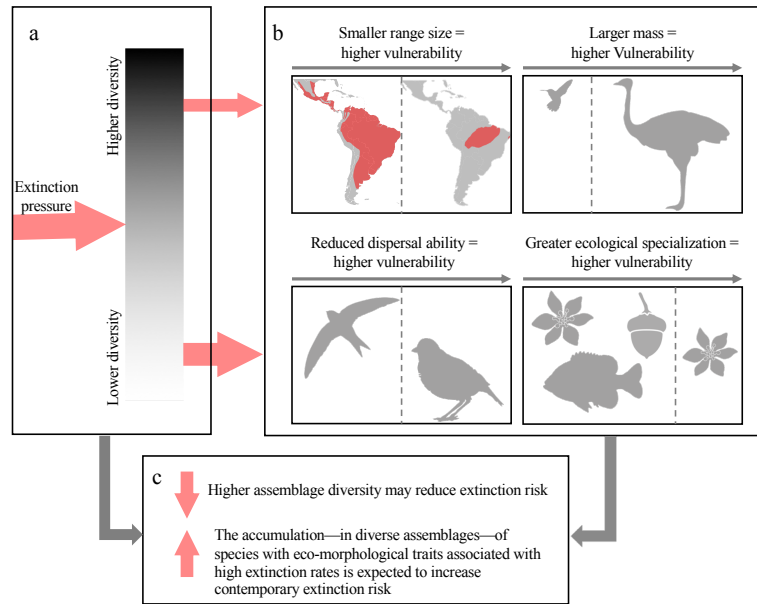 a
Higher diversity
Extinction
pressure
Lower diversity
b
Smaller range size =
higher vulnerability
Larger mass =
higher Vulnerability
Reduced dispersal ability =
higher vulnerability
Greater ecological specialization =
higher vulnerability
c
Higher assemblage diversity may reduce extinction risk
The accumulation—in diverse assemblages—of
species with eco-morphological traits associated with
high extinction rates is expected to increase
contemporary extinction risk